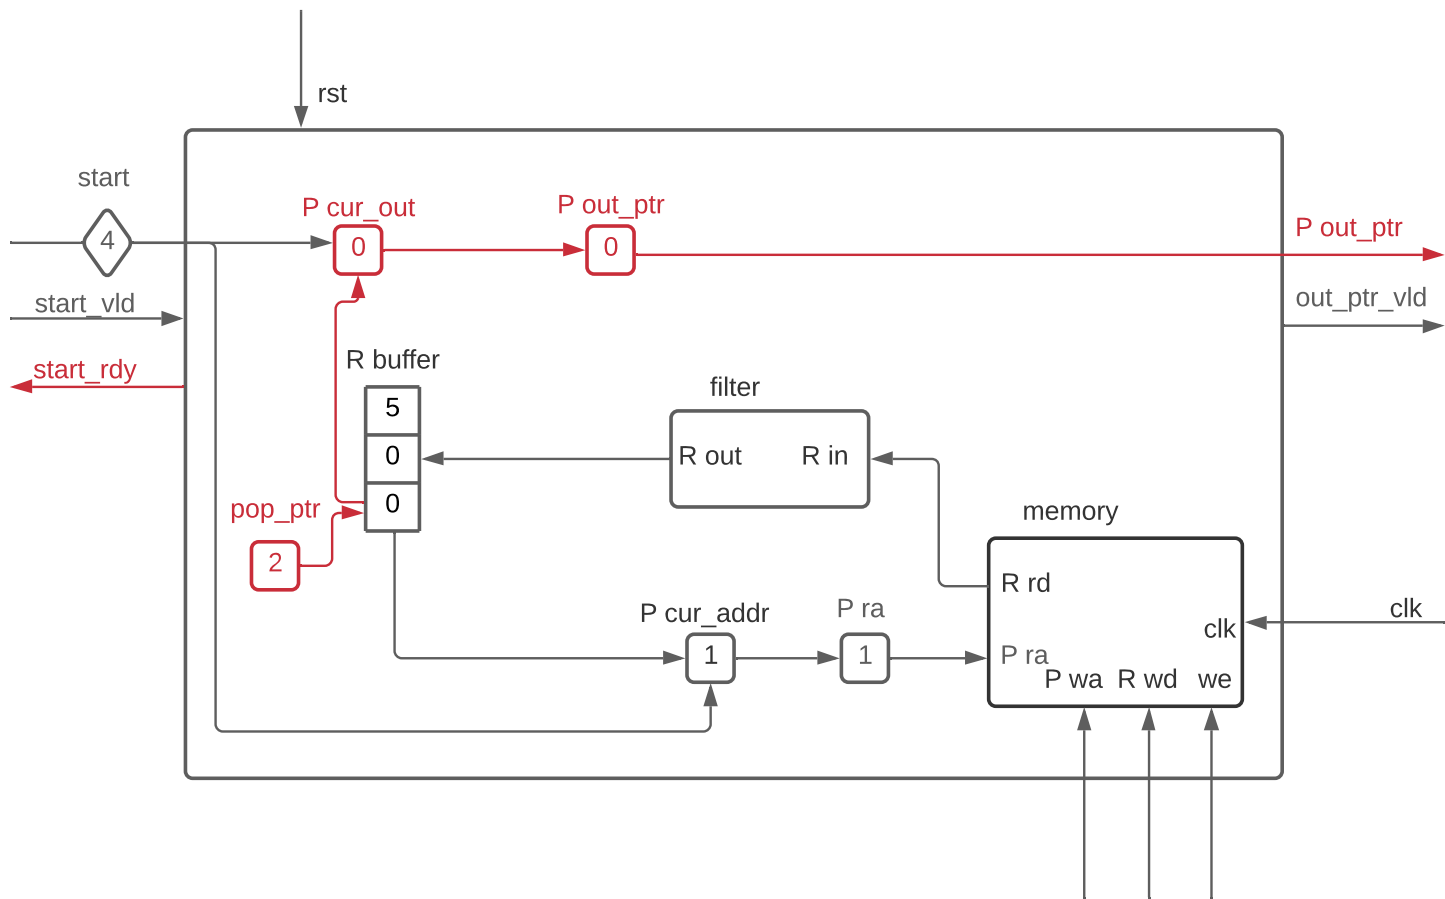 rst
start
4
start_vld
start_rdy
P cur_out
0
P out_ptr
0
P out_ptr
out_ptr_vld
R buffer
5
0
0
pop_ptr
2
filter
R out
R in
memory
R rd
clk
P ra
P wa
R wd
we
clk
P cur_addr
1
P ra
1